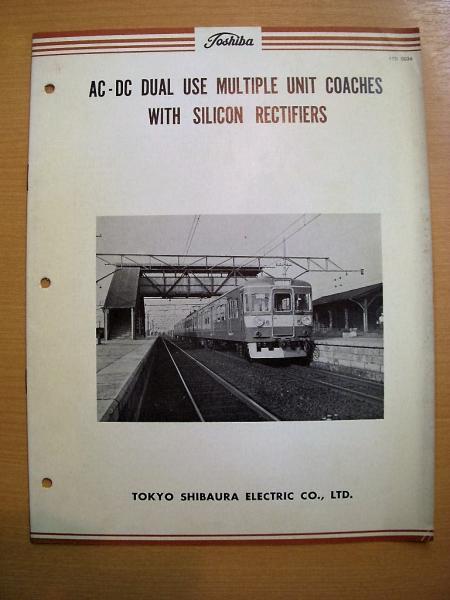 Toshiba
AC-DC DUAL USE MULTIPLE UNIT COACHES
WITH SILICON RECTIFIERS
TOKYO SHIBAURA ELECTRIC CO., LTD.